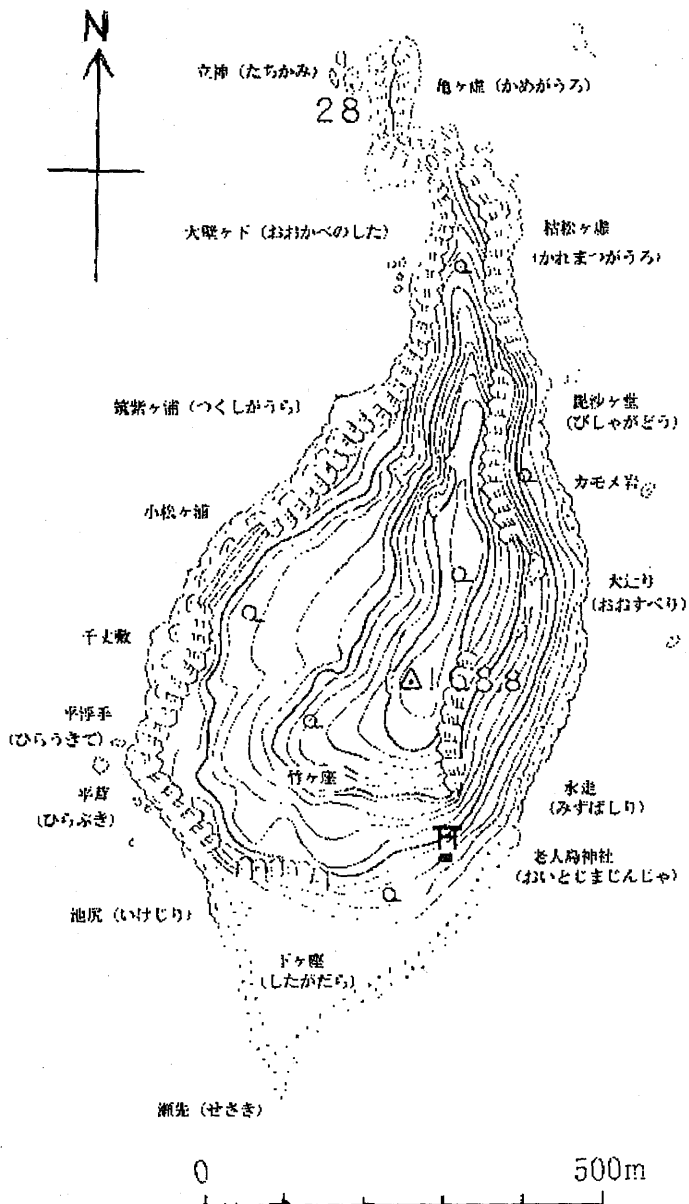 N
立神（たちかみ）
28
亀ヶ虚（かめがうろ）
大壁ヶ下（おおかべのした）
枯松ヶ虚
（かれまつがうろ）
筑紫ヶ浦（つくしがうら）
毘沙ヶ堂
（びしゃがどう）
カモメ岩
小松ヶ浦
大辷り
（おおすべり）
千丈敷
168.8
平浮手
（ひらうきて）
竹ヶ座
平茸
（ひらぶき）
水走
（みずばしり）
老人島神社
（おいとじまじんじゃ）
池尻（いけじり）
下ヶ座
（したがだら）
瀬先（せさき）
0
500m